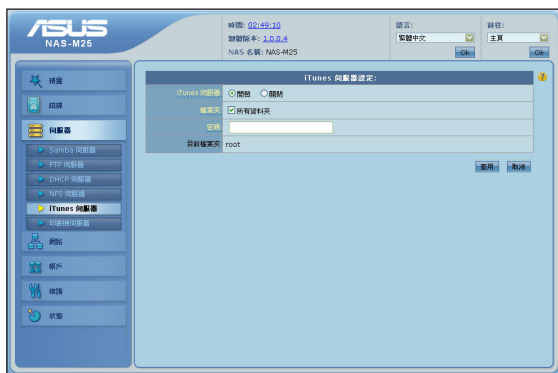 ASUS
NAS-M25
時間: 02:49:10
韌體版本: 1.0.0.4
NAS 名稱: NAS-M25
語言:
繁體中文
Ok
前往:
主頁
Ok
精靈
組態
伺服器
Samba 伺服器
FTP 伺服器
DHCP 伺服器
NFS 伺服器
iTunes 伺服器
印表機伺服器
網路
帳戶
維護
狀態
iTunes 伺服器設定:
iTunes 伺服器
開啟
關閉
檔案夾
所有資料夾
密碼
目前檔案夾
root
套用
取消